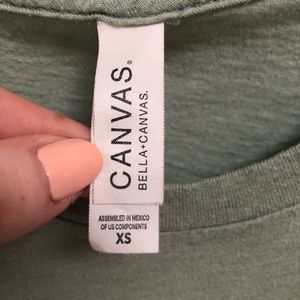 CANVAS®
BELLA+CANVAS.
ASSEMBLED IN MEXICO
OF US COMPONENTS
XS